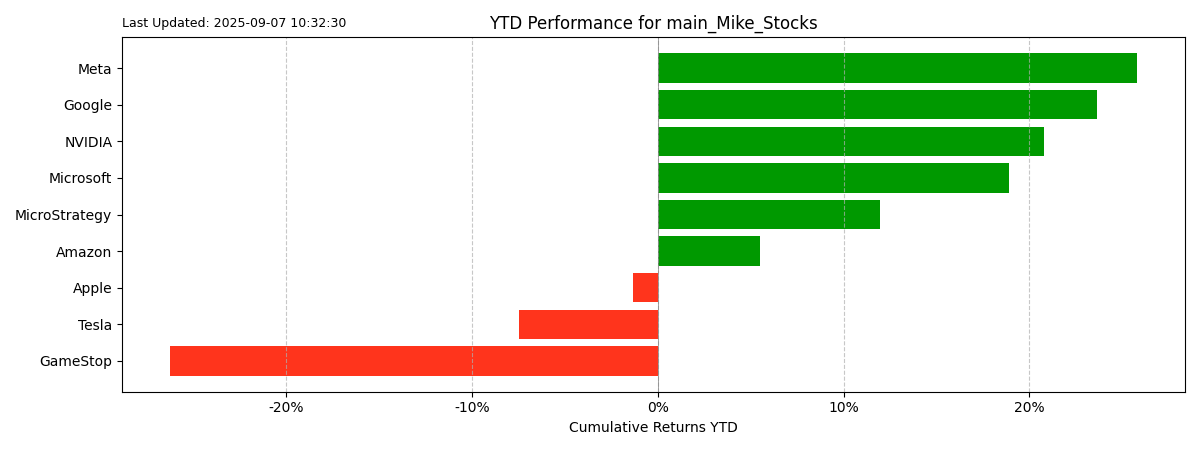 Last Updated: 2025-09-07 10:32:30
YTD Performance for main_Mike_Stocks
Meta
Google
NVIDIA
Microsoft
MicroStrategy
Amazon
Apple
Tesla
GameStop
-20% -10% 0% 10% 20%
Cumulative Returns YTD